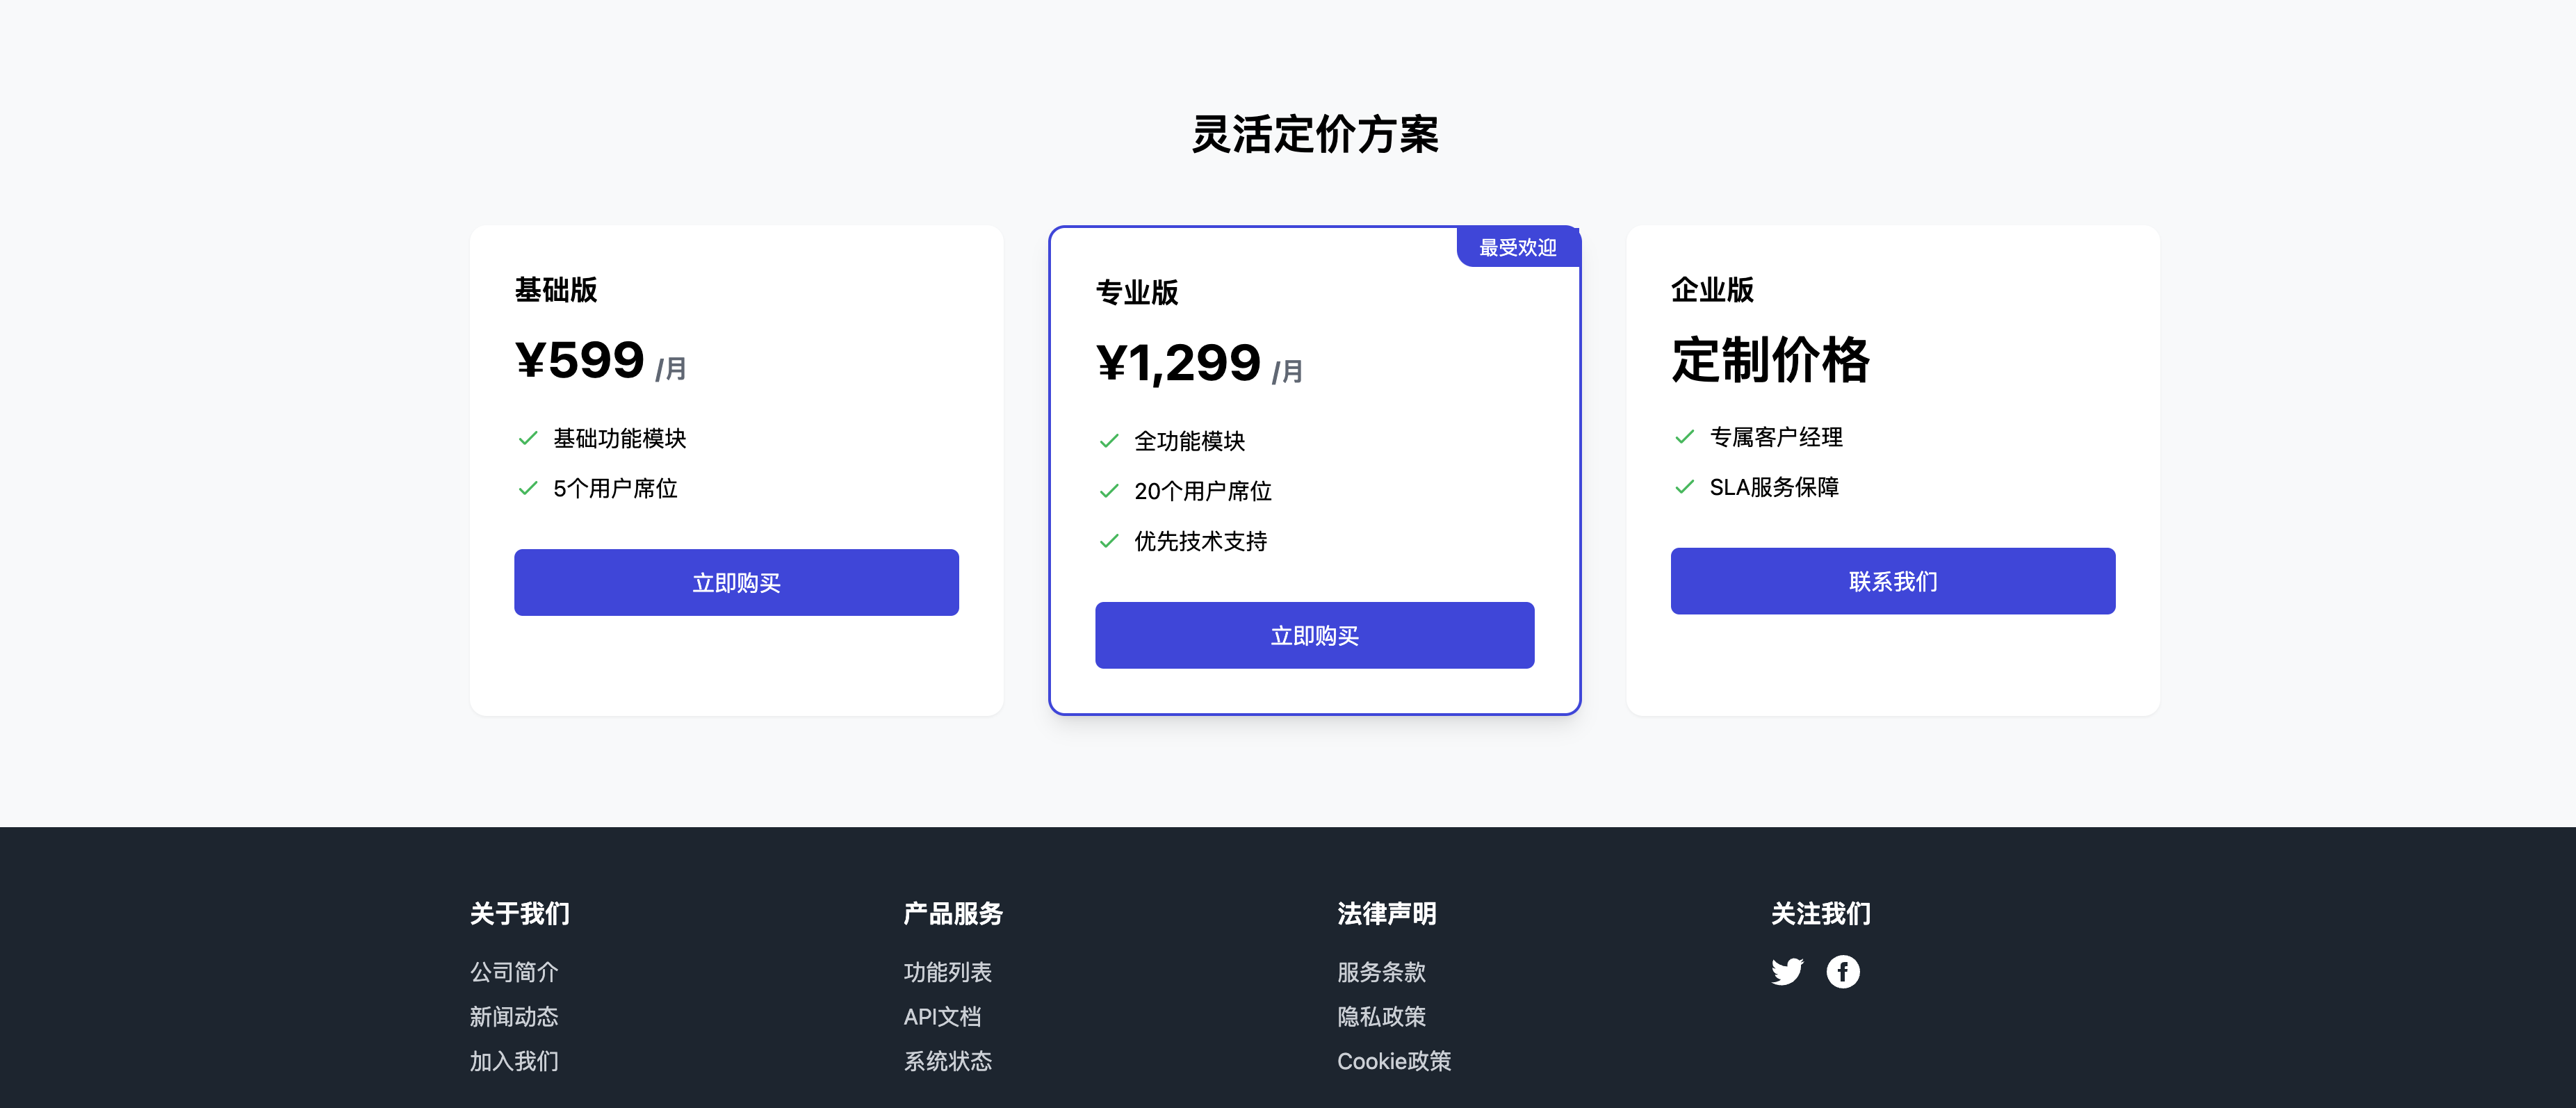 灵活定价方案
基础版
¥599 /月
基础功能模块
5个用户席位
立即购买
最受欢迎
专业版
¥1,299 /月
全功能模块
20个用户席位
优先技术支持
立即购买
企业版
定制价格
专属客户经理
SLA服务保障
联系我们
关于我们
公司简介
新闻动态
加入我们
产品服务
功能列表
API文档
系统状态
法律声明
服务条款
隐私政策
Cookie政策
关注我们